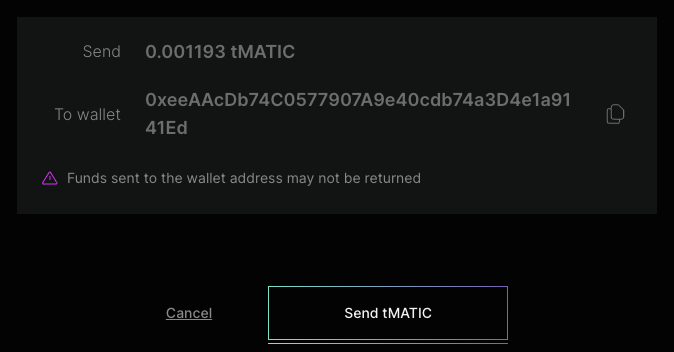 Send 0.001193 tMATIC
To wallet 0xeeAAcDb74C0577907A9e40cdb74a3D4e1a91
41Ed
Funds sent to the wallet address may not be returned
Cancel Send tMATIC